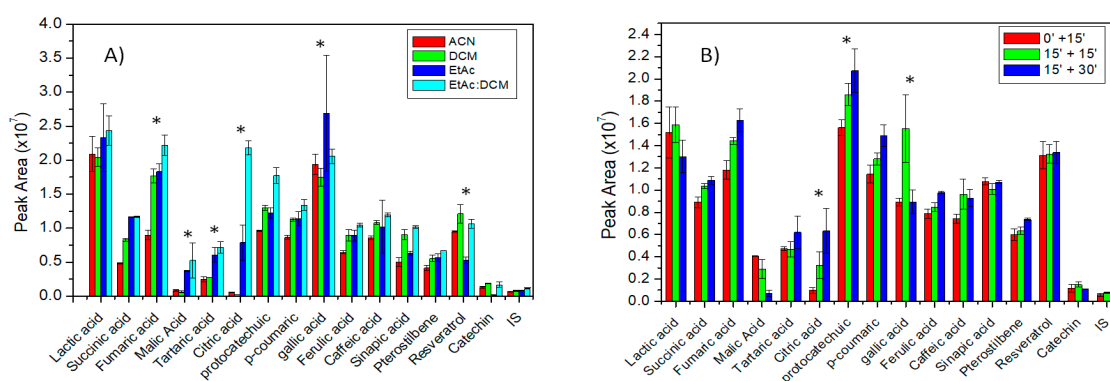 A)
ACN
DCM
EtAc
EtAc:DCM
Peak Area (x10⁷)
4.0
3.5
3.0
2.5
2.0
1.5
1.0
0.5
0.0
*
*
*
*
*
*
Lactic acid
Succinic acid
Fumaric acid
Malic Acid
Tartaric acid
Citric acid
protocatechuic
p-coumaric
gallic acid
Ferulic acid
Caffeic acid
Sinapic acid
Pterostilbene
Resveratrol
Catechin
IS
B)
0' +15'
15' + 15'
15' + 30'
Peak Area (x10⁷)
2.4
2.2
2.0
1.8
1.6
1.4
1.2
1.0
0.8
0.6
0.4
0.2
0.0
*
*
*
Lactic acid
Succinic acid
Fumaric acid
Malic Acid
Tartaric acid
Citric acid
protocatechuic
p-coumaric
gallic acid
Ferulic acid
Caffeic acid
Sinapic acid
Pterostilbene
Resveratrol
Catechin
IS